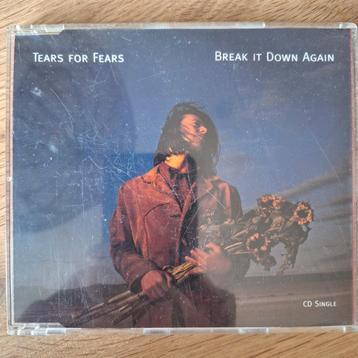 Tears for Fears
Break it Down Again
CD Single